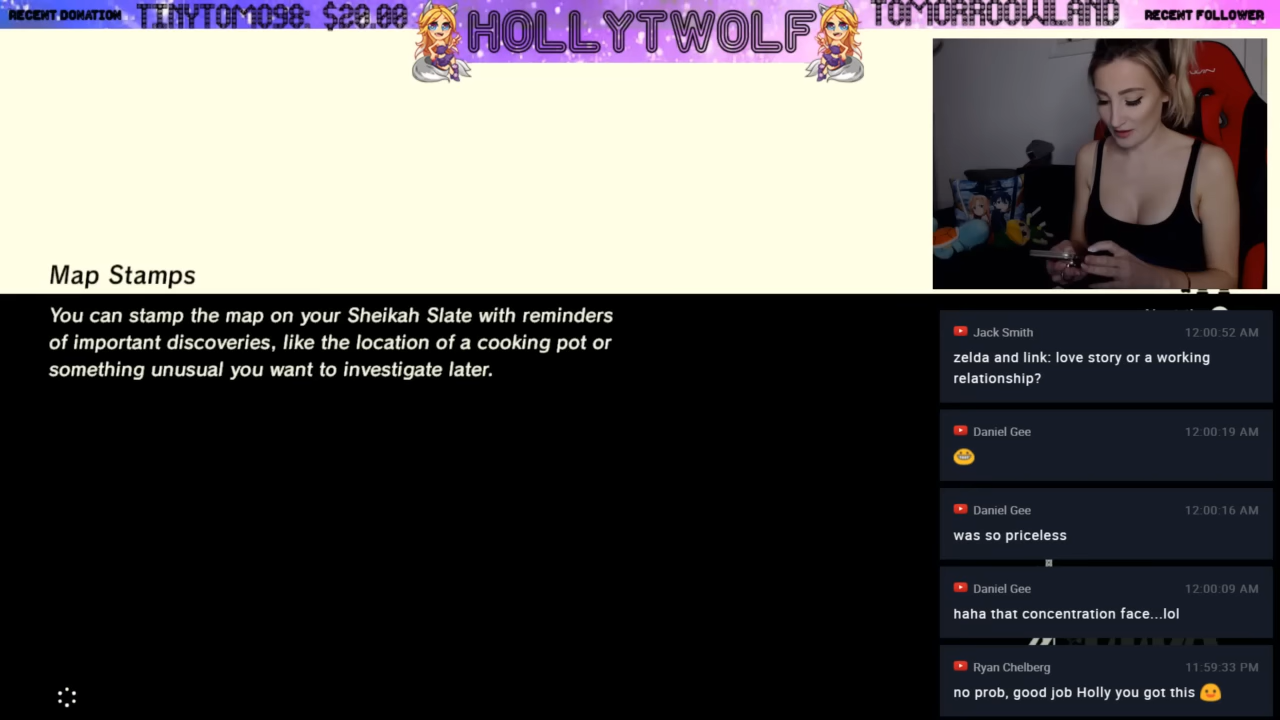 RECENT DONATION
TINYTOMO98: $20.00
HOLLYTWOLF
TOMORROOWLAND
RECENT FOLLOWER
Map Stamps
You can stamp the map on your Sheikah Slate with reminders
of important discoveries, like the location of a cooking pot or
something unusual you want to investigate later.
Jack Smith 12:00:52 AM
zelda and link: love story or a working
relationship?
Daniel Gee 12:00:19 AM
Daniel Gee 12:00:16 AM
was so priceless
Daniel Gee 12:00:09 AM
haha that concentration face...lol
Ryan Chelberg 11:59:33 PM
no prob, good job Holly you got this